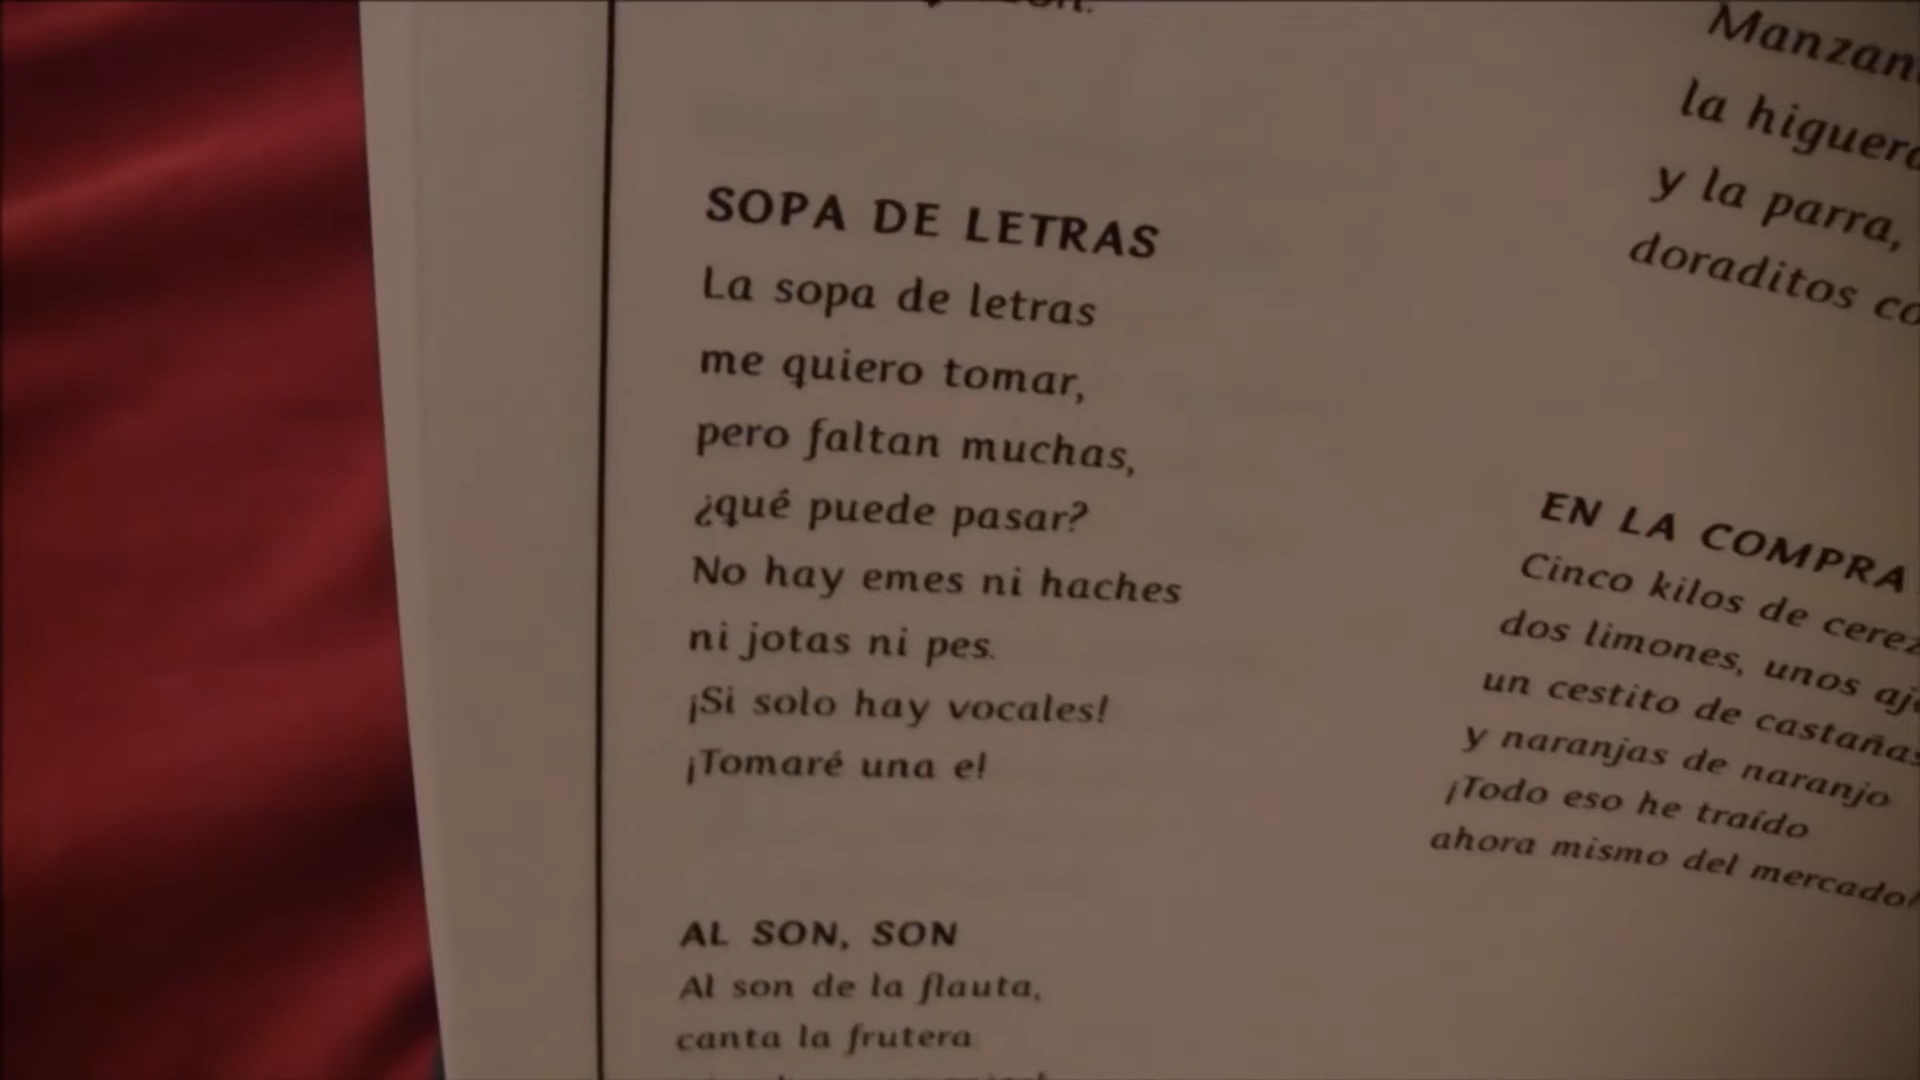 SOPA DE LETRAS
La sopa de letras
me quiero tomar,
pero faltan muchas,
¿qué puede pasar?
No hay emes ni haches
ni jotas ni pes.
¡Si solo hay vocales!
¡Tomaré una e!
AL SON, SON
Al son de la flauta,
canta la frutera
la
y la parra,
doraditos
EN LA COMPRA
Cinco kilos de
dos limones, unos
un cestito de castañas
y naranjas de naranjo
¡Todo eso he traído
ahora mismo del mercado!